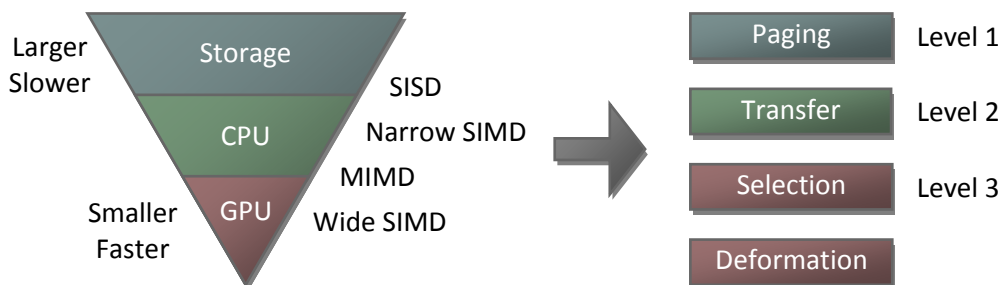 Larger
Slower
Storage
SISD
CPU
Narrow SIMD
MIMD
Smaller
Faster
GPU
Wide SIMD
Paging
Level 1
Transfer
Level 2
Selection
Level 3
Deformation